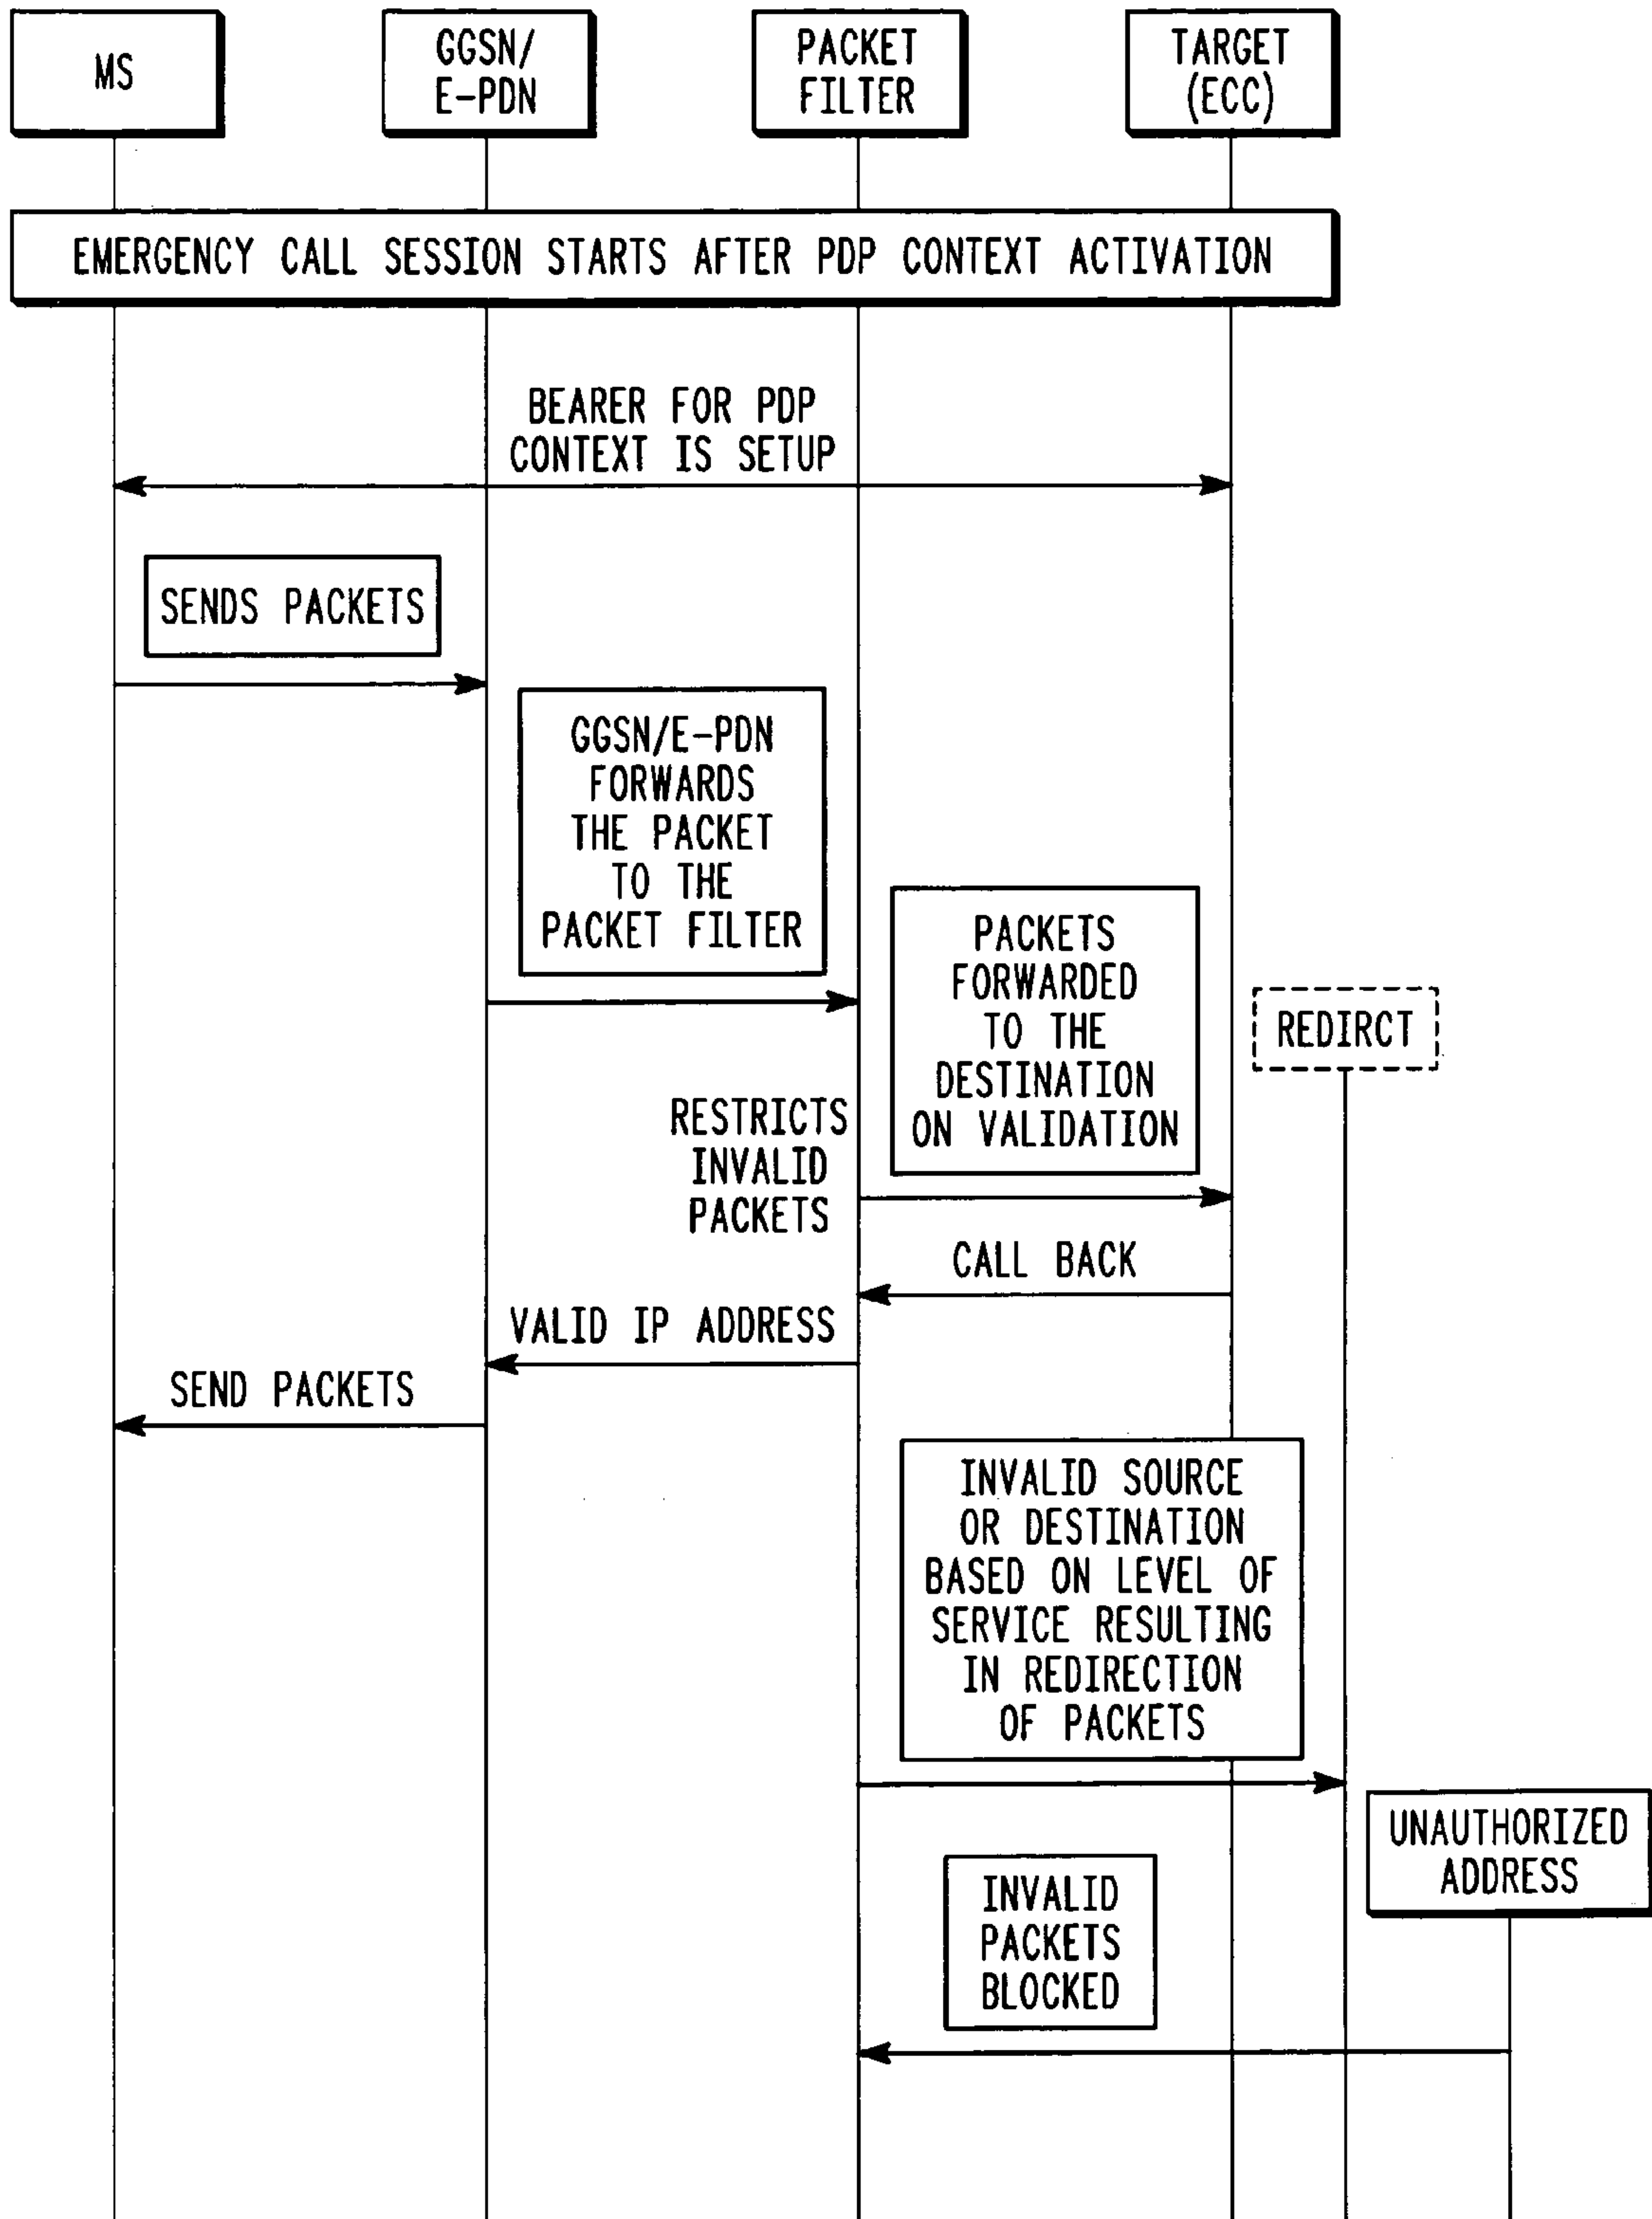 MS
GGSN/
E-PDN
PACKET
FILTER
TARGET
(ECC)
EMERGENCY CALL SESSION STARTS AFTER PDP CONTEXT ACTIVATION
BEARER FOR PDP
CONTEXT IS SETUP
SENDS PACKETS
GGSN/E-PDN
FORWARDS
THE PACKET
TO THE
PACKET FILTER
PACKETS
FORWARDED
TO THE
DESTINATION
ON VALIDATION
REDIRCT
RESTRICTS
INVALID
PACKETS
CALL BACK
VALID IP ADDRESS
SEND PACKETS
INVALID SOURCE
OR DESTINATION
BASED ON LEVEL OF
SERVICE RESULTING
IN REDIRECTION
OF PACKETS
UNAUTHORIZED
ADDRESS
INVALID
PACKETS
BLOCKED